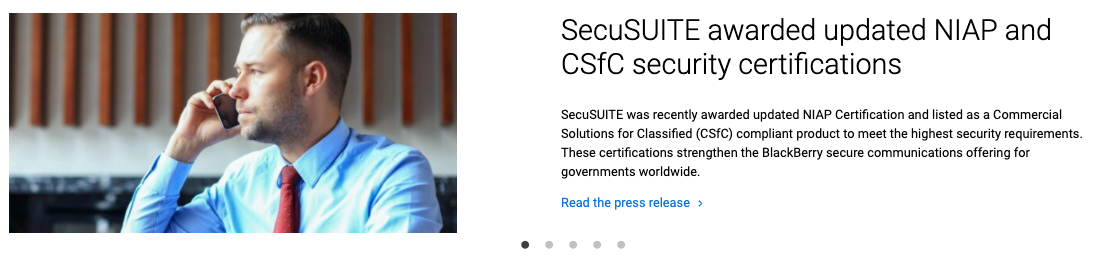 SecuSUITE awarded updated NIAP and
CSfC security certifications
SecuSUITE was recently awarded updated NIAP Certification and listed as a Commercial
Solutions for Classified (CSfC) compliant product to meet the highest security requirements.
These certifications strengthen the BlackBerry secure communications offering for
governments worldwide.
Read the press release ›